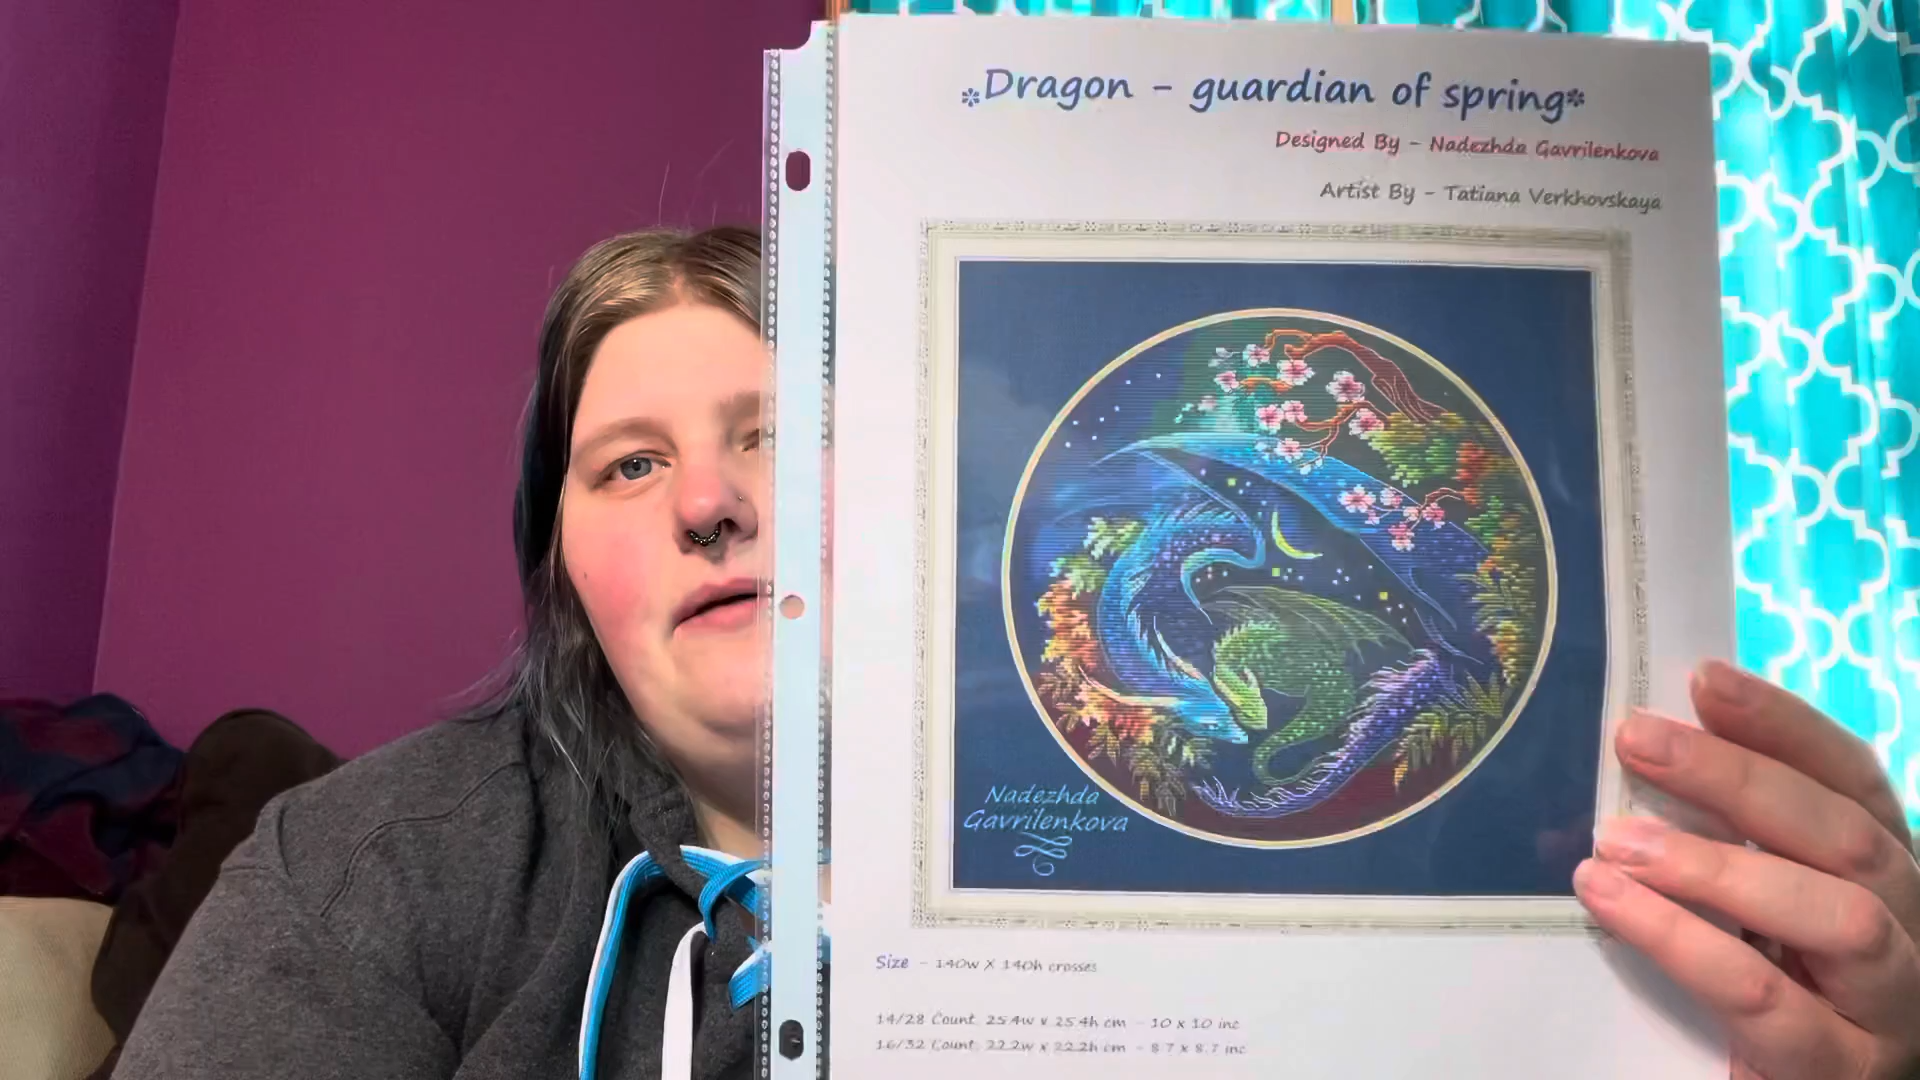 *Dragon - guardian of spring*
Designed By - Nadezhda Gavrilenkova
Artist By - Tatiana Verkhovskaya
Nadezhda
Gavrilenkova
Size - 140w X 140h crosses
14/28 Count, 25.4w x 25.4h cm - 10 x 10 inc
16/32 Count, 22.2w x 22.2h cm - 8.7 x 8.7 inc